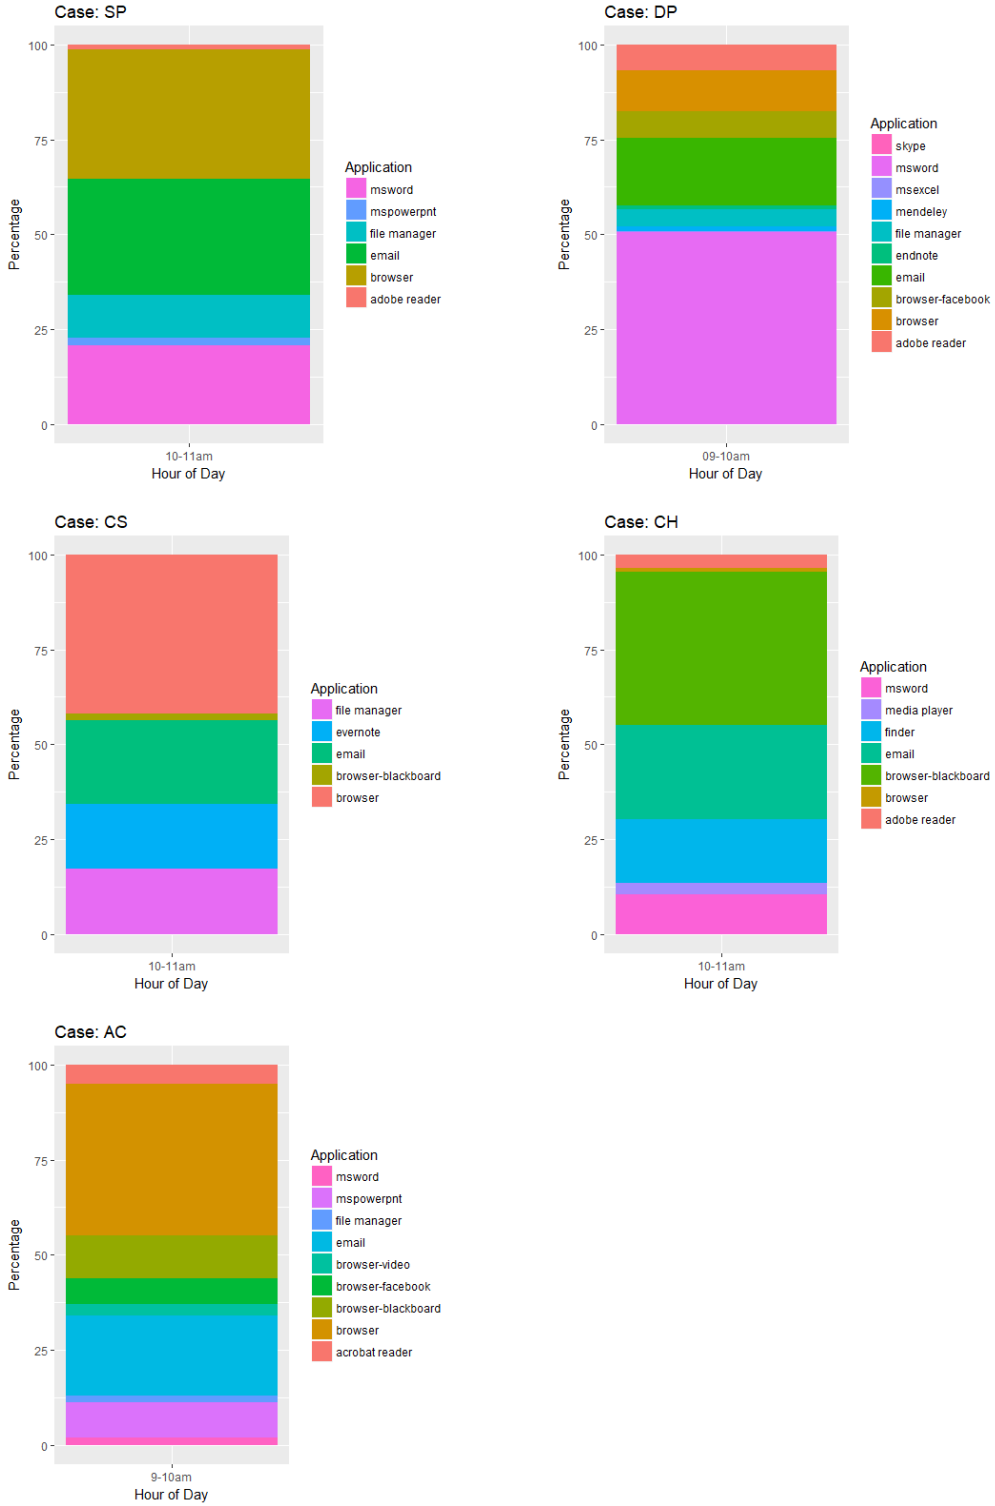 Case: SP
100
75
50
25
0
Percentage
10-11am
Hour of Day
Application
msword
mspowerpnt
file manager
email
browser
adobe reader
Case: DP
100
75
50
25
0
Percentage
09-10am
Hour of Day
Application
skype
msword
msexcel
mendeley
file manager
endnote
email
browser-facebook
browser
adobe reader
Case: CS
100
75
50
25
0
Percentage
10-11am
Hour of Day
Application
file manager
evernote
email
browser-blackboard
browser
Case: CH
100
75
50
25
0
Percentage
10-11am
Hour of Day
Application
msword
media player
finder
email
browser-blackboard
browser
adobe reader
Case: AC
100
75
50
25
0
Percentage
9-10am
Hour of Day
Application
msword
mspowerpnt
file manager
email
browser-video
browser-facebook
browser-blackboard
browser
acrobat reader